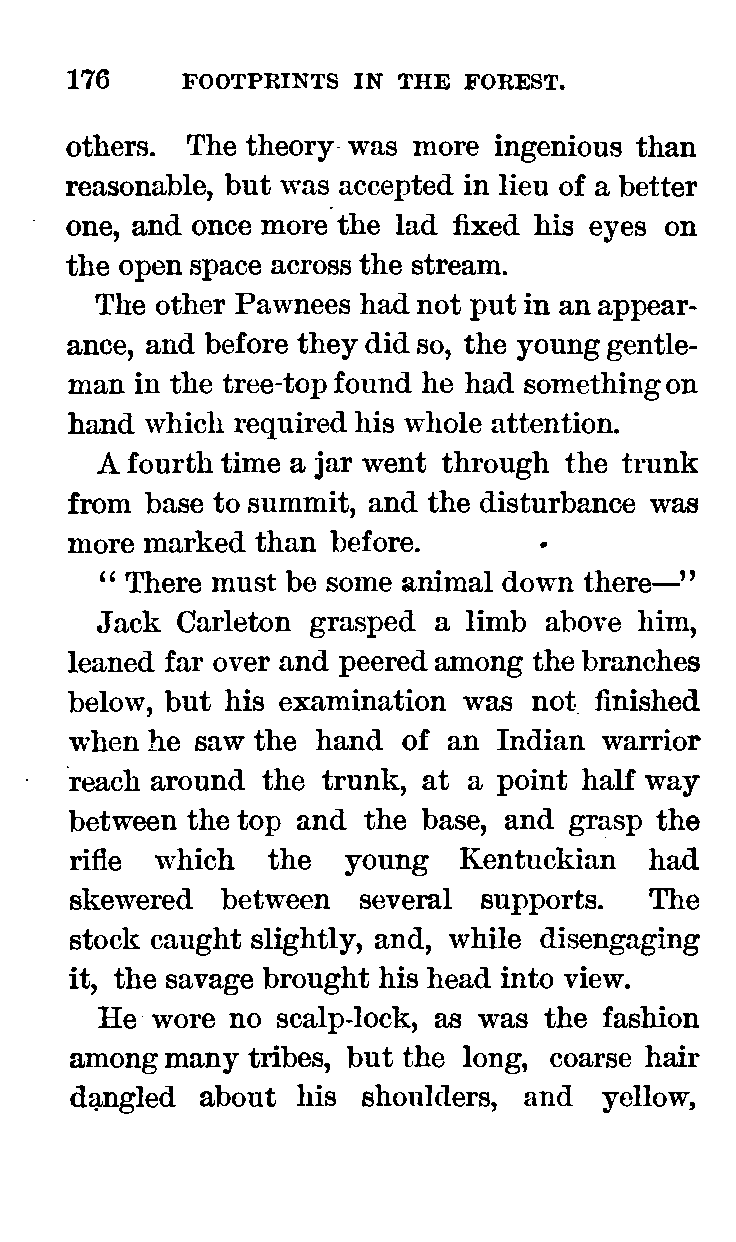 176 FOOTPRINTS IN THE FOREST.
others. The theory was more ingenious than
reasonable, but was accepted in lieu of a better
one, and once more the lad fixed his eyes on
the open space across the stream.
The other Pawnees had not put in an appear-
ance, and before they did so, the young gentle-
man in the tree-top found he had something on
hand which required his whole attention.
A fourth time a jar went through the trunk
from base to summit, and the disturbance was
more marked than before.
“ There must be some animal down there—”
Jack Carleton grasped a limb above him,
leaned far over and peered among the branches
below, but his examination was not finished
when he saw the hand of an Indian warrior
reach around the trunk, at a point half way
between the top and the base, and grasp the
rifle which the young Kentuckian had
skewered between several supports. The
stock caught slightly, and, while disengaging
it, the savage brought his head into view.
He wore no scalp-lock, as was the fashion
among many tribes, but the long, coarse hair
dangled about his shoulders, and yellow,